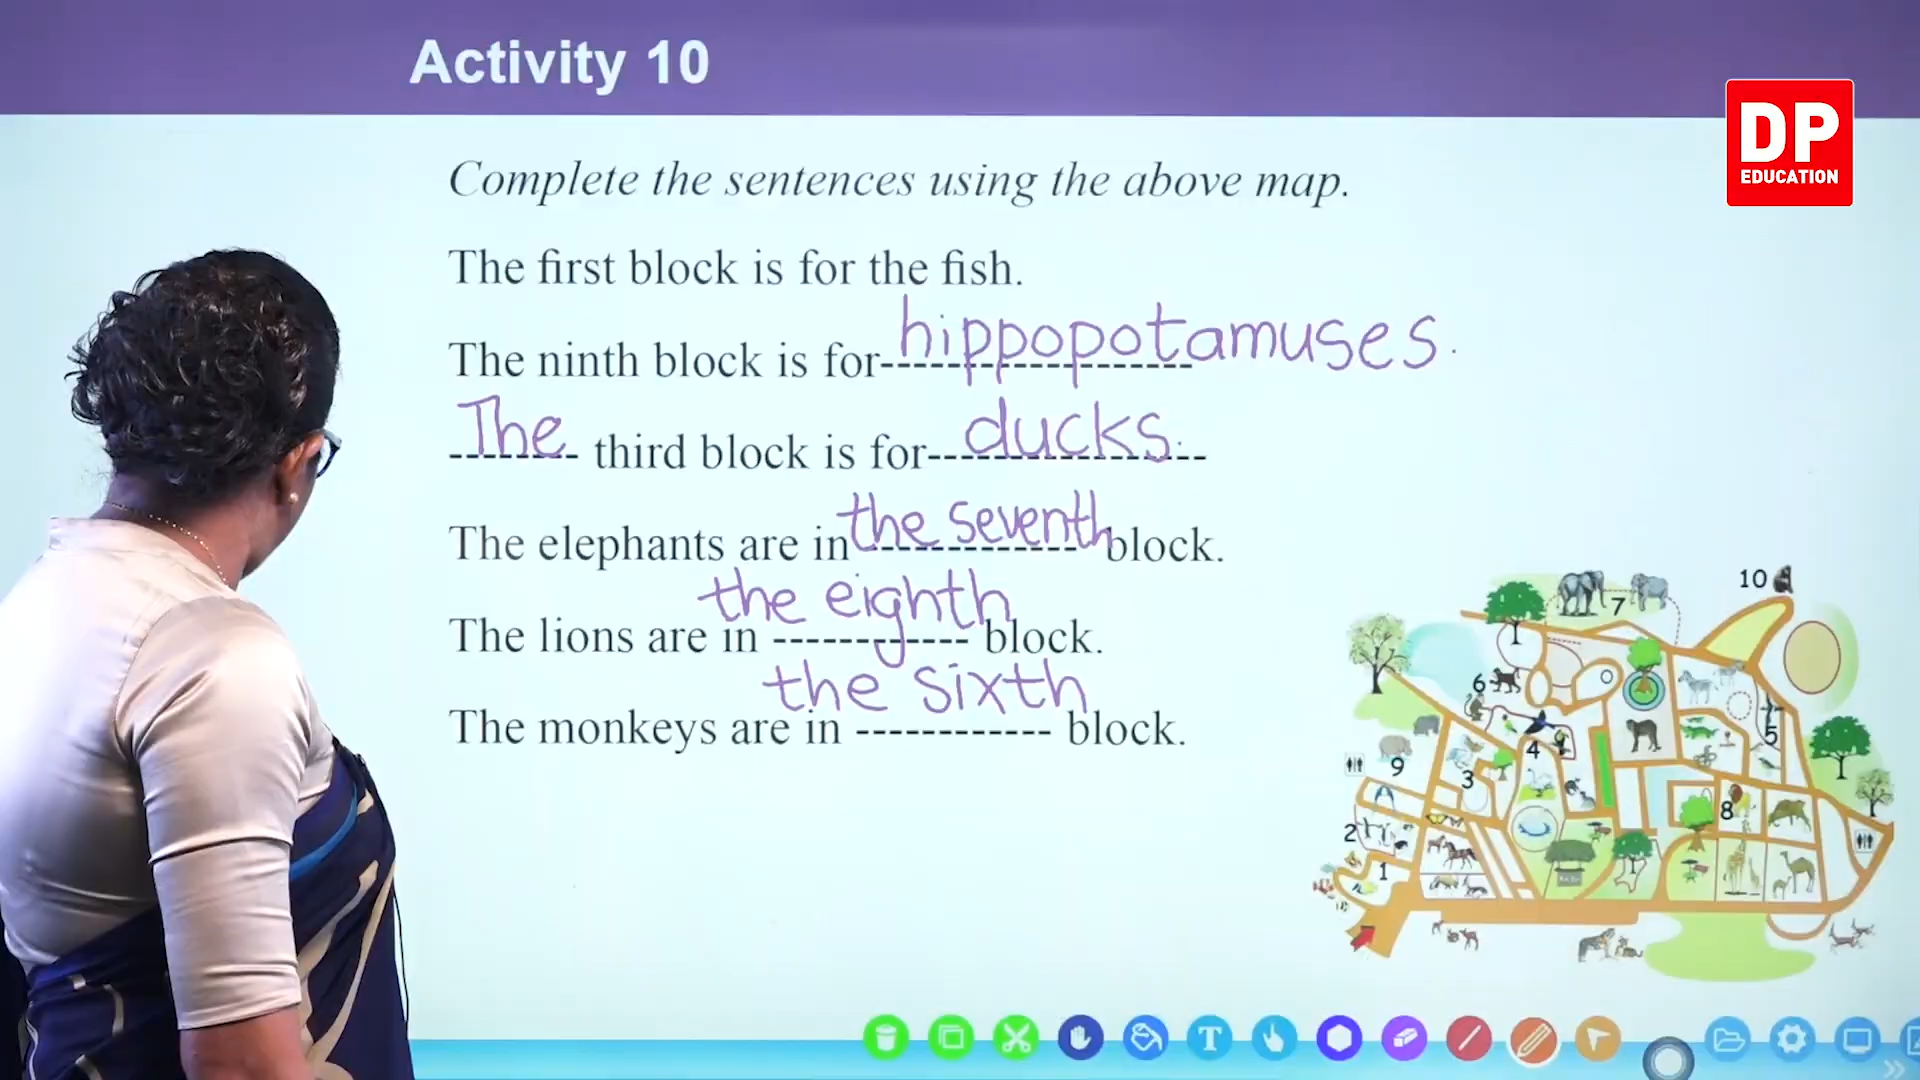 Activity 10
DP
EDUCATION
Complete the sentences using the above map.
The first block is for the fish.
The ninth block is for hippopotamuses.
The third block is for ducks.
The elephants are in the seventh block.
The lions are in the eighth block.
The monkeys are in the sixth block.
10
7
6
5
4
9
3
8
2
1
T